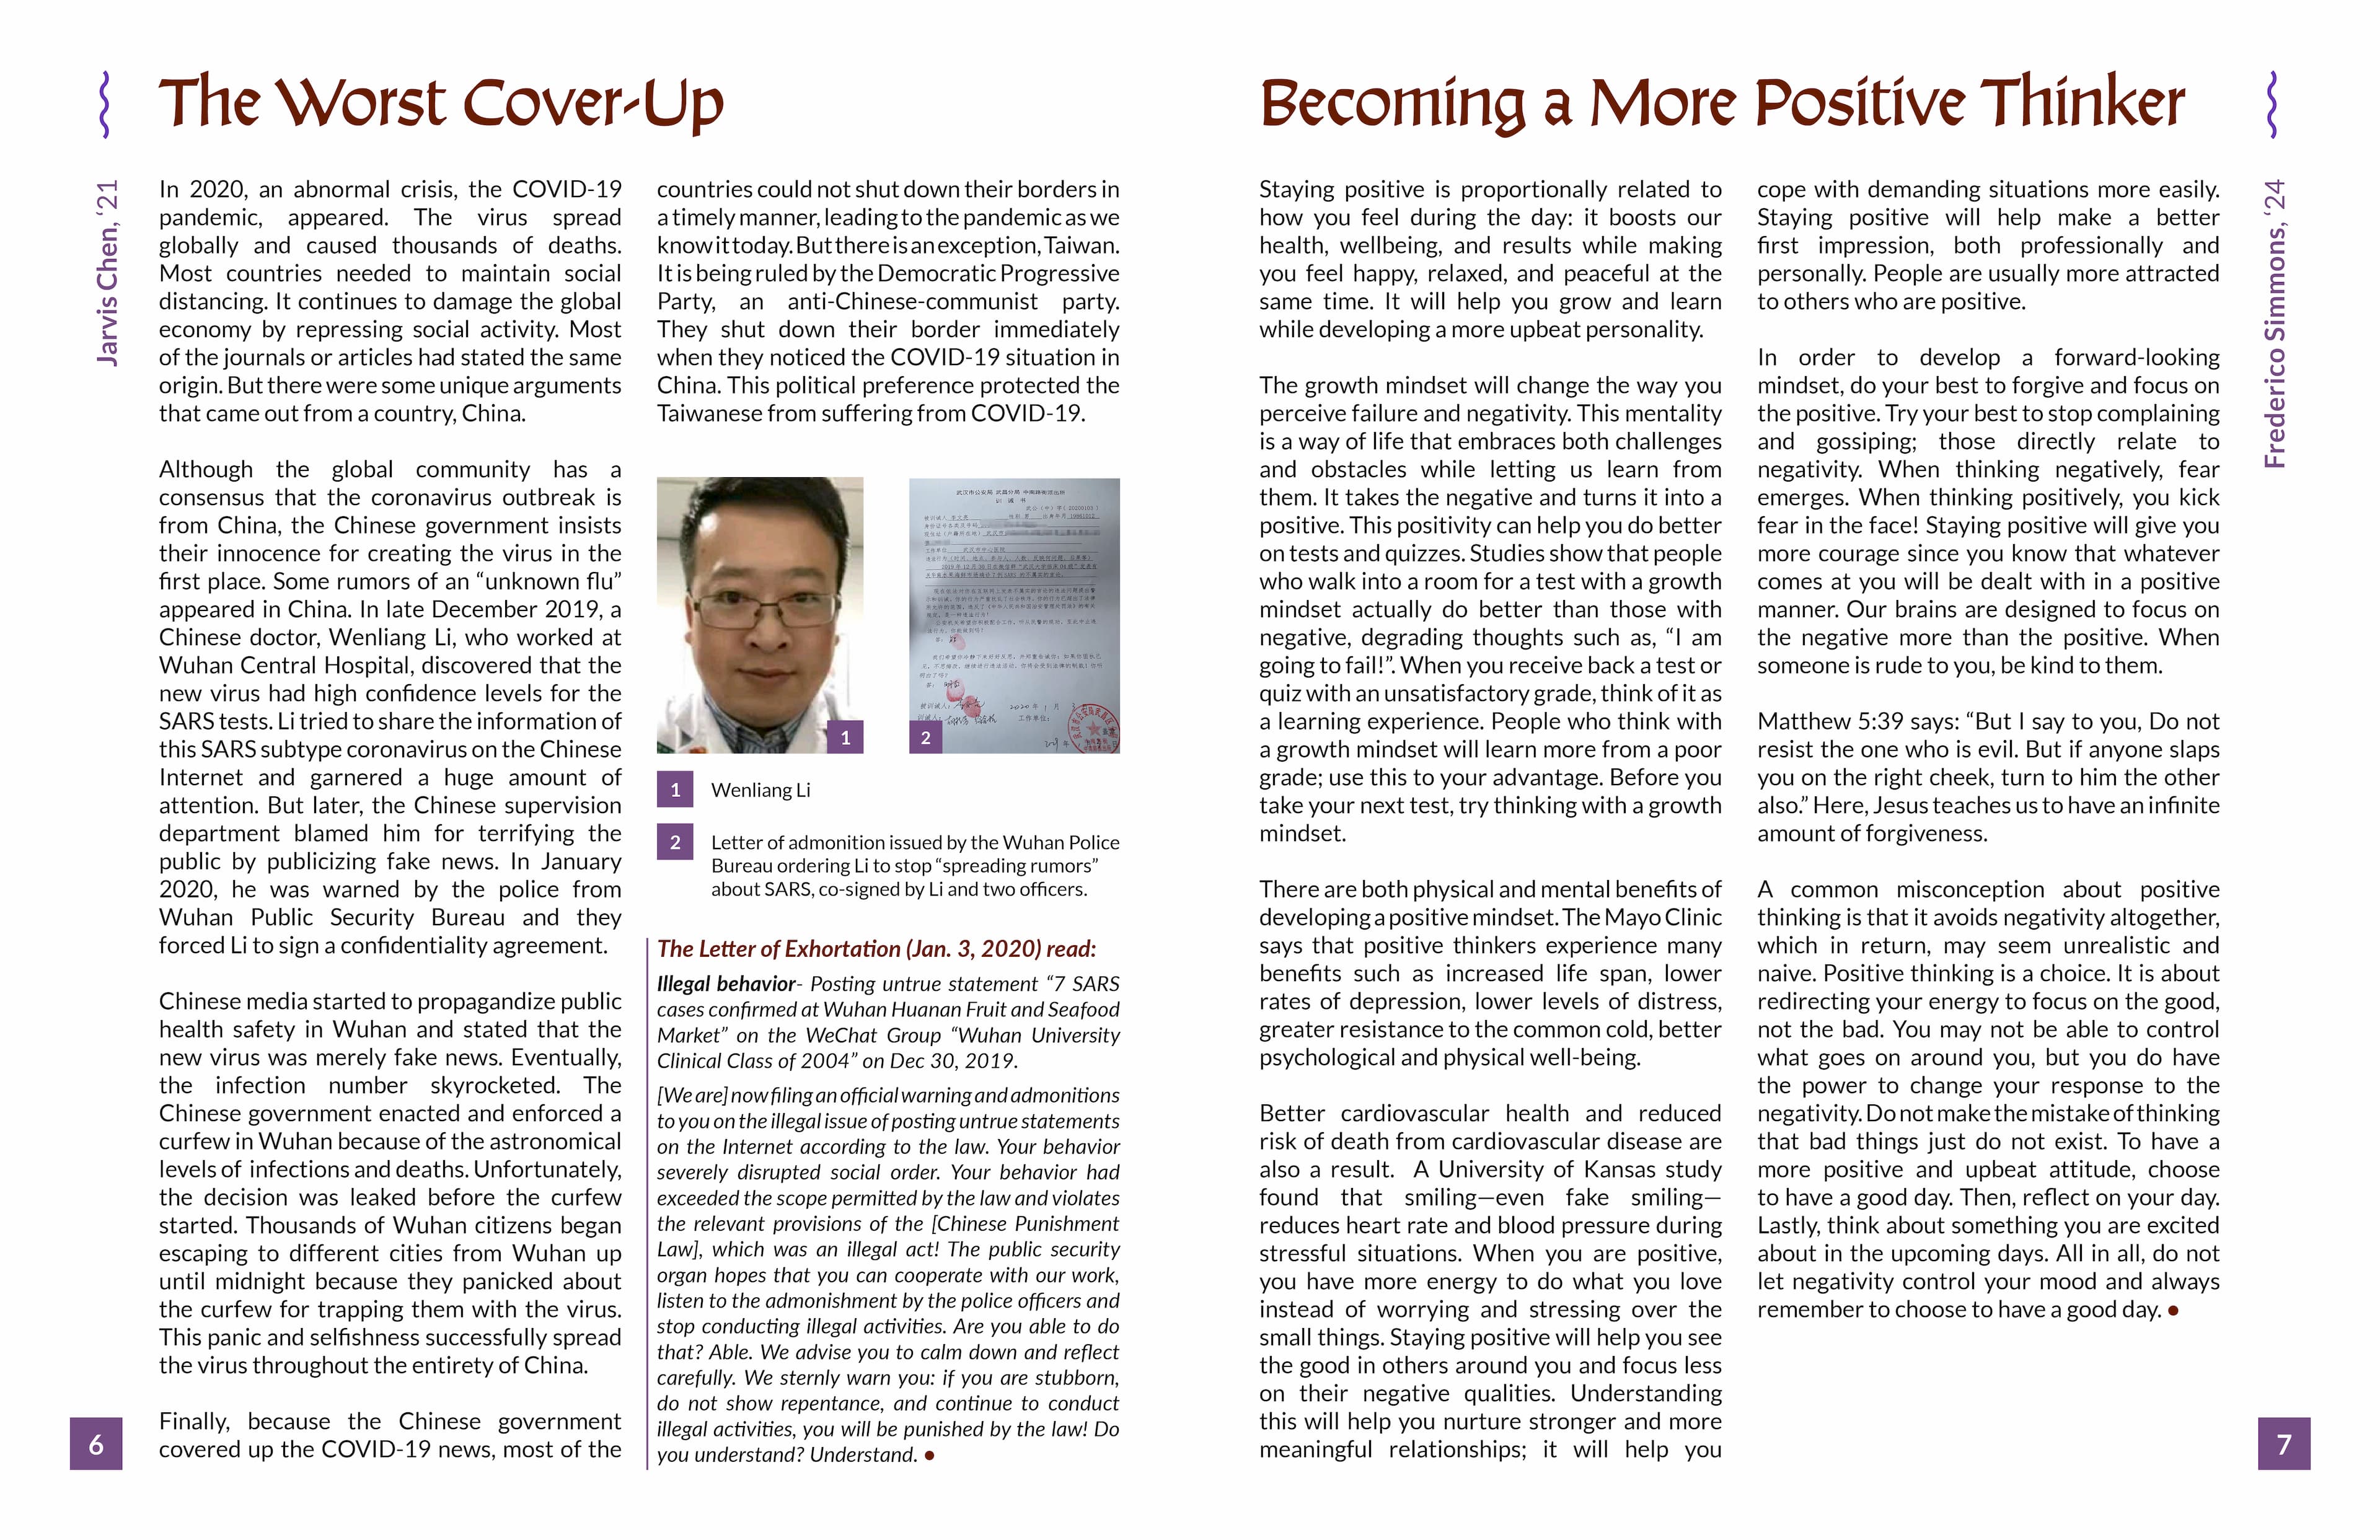 The Worst Cover-Up
Jarvis Chen, ‘21
In 2020, an abnormal crisis, the COVID-19
pandemic, appeared. The virus spread
globally and caused thousands of deaths.
Most countries needed to maintain social
distancing. It continues to damage the global
economy by repressing social activity. Most
of the journals or articles had stated the same
origin. But there were some unique arguments
that came out from a country, China.
Although the global community has a
consensus that the coronavirus outbreak is
from China, the Chinese government insists
their innocence for creating the virus in the
first place. Some rumors of an “unknown flu”
appeared in China. In late December 2019, a
Chinese doctor, Wenliang Li, who worked at
Wuhan Central Hospital, discovered that the
new virus had high confidence levels for the
SARS tests. Li tried to share the information of
this SARS subtype coronavirus on the Chinese
Internet and garnered a huge amount of
attention. But later, the Chinese supervision
department blamed him for terrifying the
public by publicizing fake news. In January
2020, he was warned by the police from
Wuhan Public Security Bureau and they
forced Li to sign a confidentiality agreement.
Chinese media started to propagandize public
health safety in Wuhan and stated that the
new virus was merely fake news. Eventually,
the infection number skyrocketed. The
Chinese government enacted and enforced a
curfew in Wuhan because of the astronomical
levels of infections and deaths. Unfortunately,
the decision was leaked before the curfew
started. Thousands of Wuhan citizens began
escaping to different cities from Wuhan up
until midnight because they panicked about
the curfew for trapping them with the virus.
This panic and selfishness successfully spread
the virus throughout the entirety of China.
Finally, because the Chinese government
covered up the COVID-19 news, most of the
countries could not shut down their borders in
a timely manner, leading to the pandemic as we
know it today. But there is an exception, Taiwan.
It is being ruled by the Democratic Progressive
Party, an anti-Chinese-communist party.
They shut down their border immediately
when they noticed the COVID-19 situation in
China. This political preference protected the
Taiwanese from suffering from COVID-19.
武汉市公安局 武昌分局 中南路街派出所
训 诫 书
1
2
1 Wenliang Li
2 Letter of admonition issued by the Wuhan Police
Bureau ordering Li to stop “spreading rumors”
about SARS, co-signed by Li and two officers.
The Letter of Exhortation (Jan. 3, 2020) read:
Illegal behavior- Posting untrue statement “7 SARS
cases confirmed at Wuhan Huanan Fruit and Seafood
Market” on the WeChat Group “Wuhan University
Clinical Class of 2004” on Dec 30, 2019.
[We are] now filing an official warning and admonitions
to you on the illegal issue of posting untrue statements
on the Internet according to the law. Your behavior
severely disrupted social order. Your behavior had
exceeded the scope permitted by the law and violates
the relevant provisions of the [Chinese Punishment
Law], which was an illegal act! The public security
organ hopes that you can cooperate with our work,
listen to the admonishment by the police officers and
stop conducting illegal activities. Are you able to do
that? Able. We advise you to calm down and reflect
carefully. We sternly warn you: if you are stubborn,
do not show repentance, and continue to conduct
illegal activities, you will be punished by the law! Do
you understand? Understand. •
6
Becoming a More Positive Thinker
Frederico Simmons, ‘24
Staying positive is proportionally related to
how you feel during the day: it boosts our
health, wellbeing, and results while making
you feel happy, relaxed, and peaceful at the
same time. It will help you grow and learn
while developing a more upbeat personality.
The growth mindset will change the way you
perceive failure and negativity. This mentality
is a way of life that embraces both challenges
and obstacles while letting us learn from
them. It takes the negative and turns it into a
positive. This positivity can help you do better
on tests and quizzes. Studies show that people
who walk into a room for a test with a growth
mindset actually do better than those with
negative, degrading thoughts such as, “I am
going to fail!”. When you receive back a test or
quiz with an unsatisfactory grade, think of it as
a learning experience. People who think with
a growth mindset will learn more from a poor
grade; use this to your advantage. Before you
take your next test, try thinking with a growth
mindset.
There are both physical and mental benefits of
developing a positive mindset. The Mayo Clinic
says that positive thinkers experience many
benefits such as increased life span, lower
rates of depression, lower levels of distress,
greater resistance to the common cold, better
psychological and physical well-being.
Better cardiovascular health and reduced
risk of death from cardiovascular disease are
also a result. A University of Kansas study
found that smiling—even fake smiling—
reduces heart rate and blood pressure during
stressful situations. When you are positive,
you have more energy to do what you love
instead of worrying and stressing over the
small things. Staying positive will help you see
the good in others around you and focus less
on their negative qualities. Understanding
this will help you nurture stronger and more
meaningful relationships; it will help you
cope with demanding situations more easily.
Staying positive will help make a better
first impression, both professionally and
personally. People are usually more attracted
to others who are positive.
In order to develop a forward-looking
mindset, do your best to forgive and focus on
the positive. Try your best to stop complaining
and gossiping; those directly relate to
negativity. When thinking negatively, fear
emerges. When thinking positively, you kick
fear in the face! Staying positive will give you
more courage since you know that whatever
comes at you will be dealt with in a positive
manner. Our brains are designed to focus on
the negative more than the positive. When
someone is rude to you, be kind to them.
Matthew 5:39 says: “But I say to you, Do not
resist the one who is evil. But if anyone slaps
you on the right cheek, turn to him the other
also.” Here, Jesus teaches us to have an infinite
amount of forgiveness.
A common misconception about positive
thinking is that it avoids negativity altogether,
which in return, may seem unrealistic and
naive. Positive thinking is a choice. It is about
redirecting your energy to focus on the good,
not the bad. You may not be able to control
what goes on around you, but you do have
the power to change your response to the
negativity. Do not make the mistake of thinking
that bad things just do not exist. To have a
more positive and upbeat attitude, choose
to have a good day. Then, reflect on your day.
Lastly, think about something you are excited
about in the upcoming days. All in all, do not
let negativity control your mood and always
remember to choose to have a good day. •
7